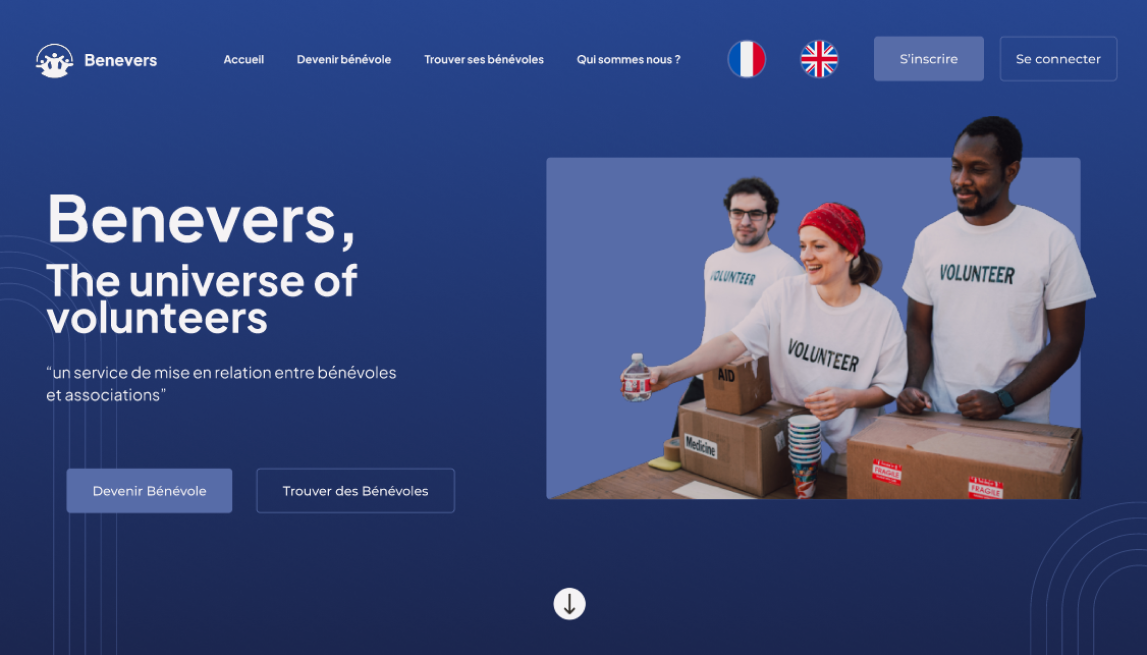 Benevers
Accueil
Devenir bénévole
Trouver ses bénévoles
Qui sommes nous ?
S'inscrire
Se connecter
Benevers,
The universe of
volunteers
“un service de mise en relation entre bénévoles
et associations”
Devenir Bénévole
Trouver des Bénévoles
VOLUNTEER
VOLUNTEER
VOLUNTEER
AID
Medicine
FRAGILE
FRAGILE